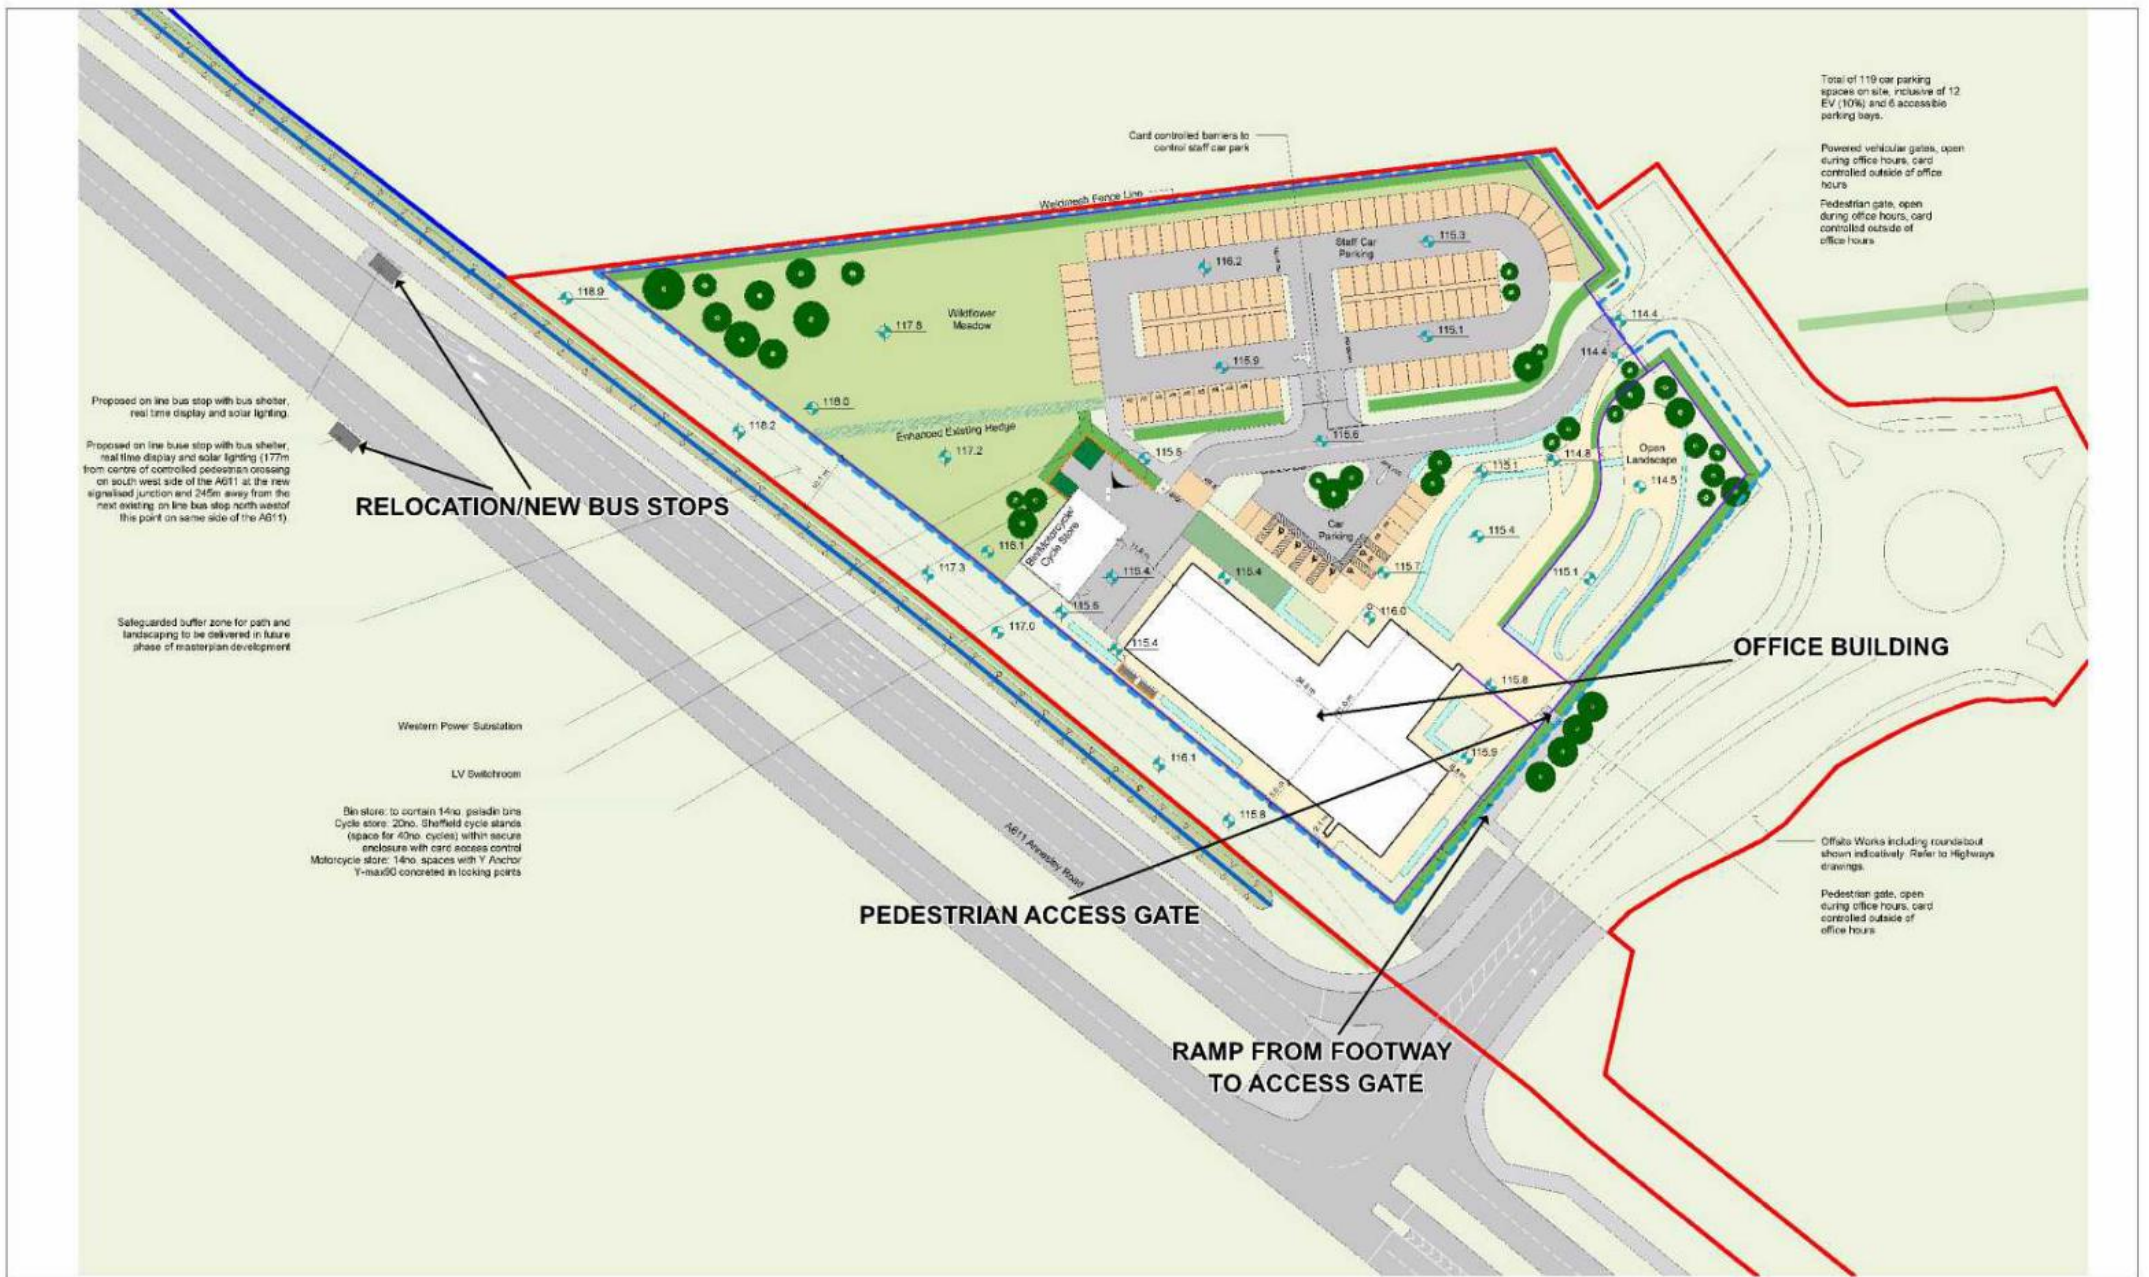 Total of 119 car parking
spaces on site, inclusive of 12
EV (10%) and 6 accessible
parking bays.
Card controlled barriers to
control staff car park
Powered vehicular gates, open
during office hours, card
controlled outside of office
hours
Weldmesh Fence Line
Pedestrian gate, open
during office hours, card
controlled outside of
office hours
Staff Car
Parking
115.3
116.2
118.9
Wildflower
Meadow
117.8
114.4
115.1
114.4
115.9
118.0
Proposed on line bus stop with bus shelter,
real time display and solar lighting.
118.2
Enhanced Existing Hedge
117.2
115.6
115.5
Proposed on line buse stop with bus shelter,
real time display and solar lighting (177m
from centre of controlled pedestrian crossing
on south west side of the A611 at the new
signalised junction and 245m away from the
next existing on line bus stop north westof
this point on same side of the A611).
Open
Landscape
114.8
115.1
114.5
RELOCATION/NEW BUS STOPS
Car
Parking
115.4
Bin/Motorcycle/
Cycle Store
116.1
117.3
115.4
115.4
115.7
115.1
115.6
116.0
117.0
115.4
Safeguarded buffer zone for path and
landscaping to be delivered in future
phase of masterplan development
OFFICE BUILDING
115.8
Western Power Substation
115.9
116.1
LV Switchroom
115.8
Bin store: to contain 14no. paladin bins
Cycle store: 20no. Sheffield cycle stands
(space for 40no. cycles) within secure
enclosure with card access control
Motorcycle store: 14no. spaces with Y Anchor
Y-max90 concreted in locking points
A611 Annesley Road
Offsite Works including roundabout
shown indicatively. Refer to Highways
drawings.
PEDESTRIAN ACCESS GATE
Pedestrian gate, open
during office hours, card
controlled outside of
office hours
RAMP FROM FOOTWAY
TO ACCESS GATE